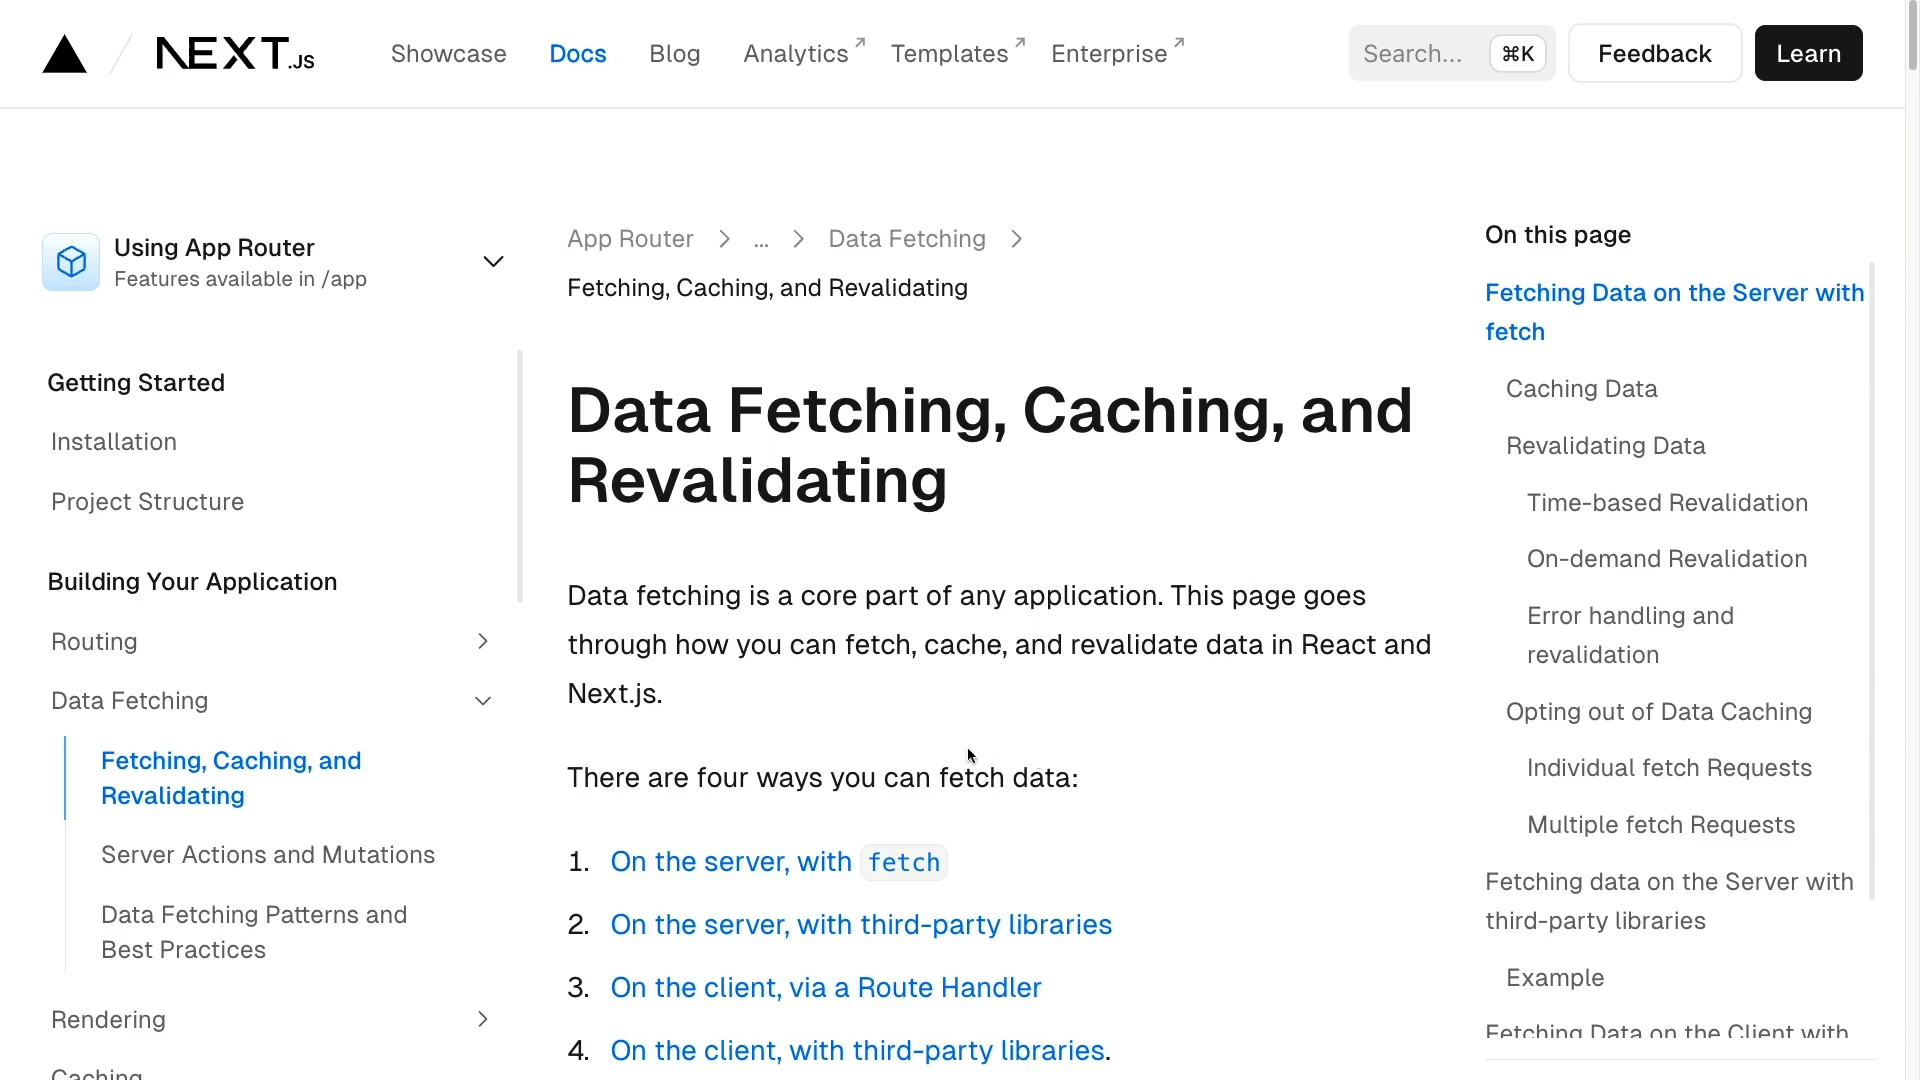 NEXT.JS
Showcase
Docs
Blog
Analytics
Templates
Enterprise
Search...
⌘K
Feedback
Learn
Using App Router
Features available in /app
Getting Started
Installation
Project Structure
Building Your Application
Routing
Data Fetching
Fetching, Caching, and
Revalidating
Server Actions and Mutations
Data Fetching Patterns and
Best Practices
Rendering
Caching
App Router > ... > Data Fetching >
Fetching, Caching, and Revalidating
Data Fetching, Caching, and
Revalidating
Data fetching is a core part of any application. This page goes
through how you can fetch, cache, and revalidate data in React and
Next.js.
There are four ways you can fetch data:
1. On the server, with fetch
2. On the server, with third-party libraries
3. On the client, via a Route Handler
4. On the client, with third-party libraries.
On this page
Fetching Data on the Server with
fetch
Caching Data
Revalidating Data
Time-based Revalidation
On-demand Revalidation
Error handling and
revalidation
Opting out of Data Caching
Individual fetch Requests
Multiple fetch Requests
Fetching data on the Server with
third-party libraries
Example
Fetching Data on the Client with